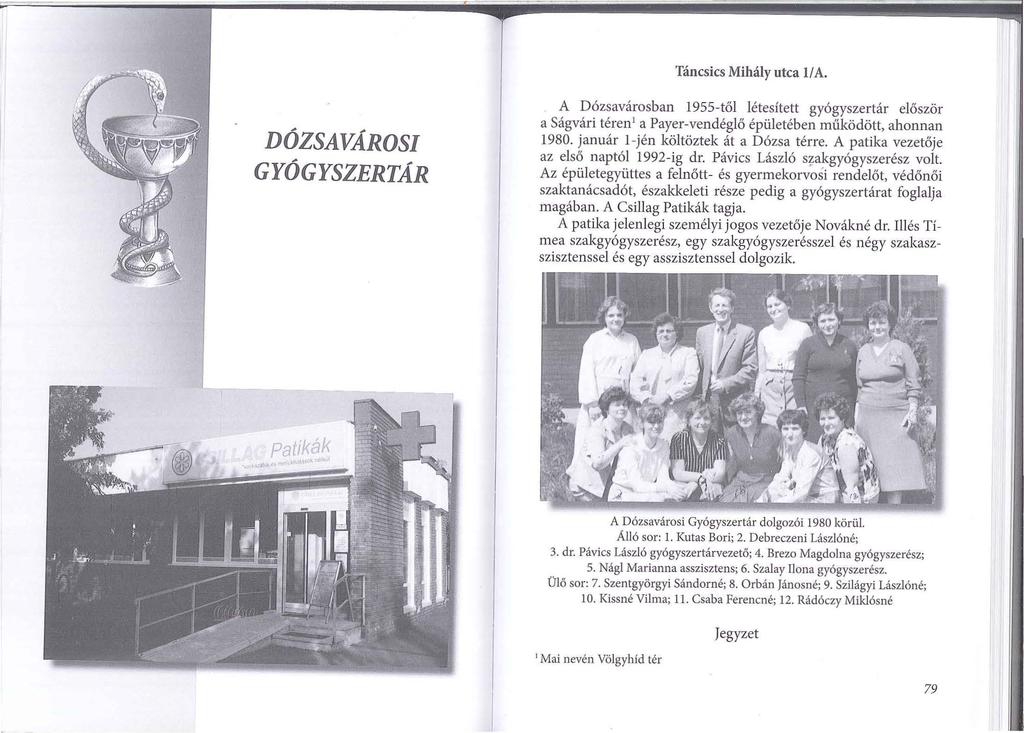 DÓZSAVÁROSI
GYÓGYSZERTÁR
CSILLAG Patikák
Táncsics Mihály utca 1/A.
A Dózsavárosban 1955-től létesített gyógyszertár először
a Ságvári téren¹ a Payer-vendéglő épületében működött, ahonnan
1980. január 1-jén költöztek át a Dózsa térre. A patika vezetője
az első naptól 1992-ig dr. Pávics László szakgyógyszerész volt.
Az épületegyüttes a felnőtt- és gyermekorvosi rendelőt, védőnői
szaktanácsadót, északkeleti része pedig a gyógyszertárat foglalja
magában. A Csillag Patikák tagja.
A patika jelenlegi személyi jogos vezetője Novákné dr. Illés Tí-
mea szakgyógyszerész, egy szakgyógyszerésszel és négy szakasz-
szisztenssel és egy asszisztenssel dolgozik.
A Dózsavárosi Gyógyszertár dolgozói 1980 körül.
Álló sor: 1. Kutas Bori; 2. Debreczeni Lászlóné;
3. dr. Pávics László gyógyszertárvezető; 4. Brezo Magdolna gyógyszerész;
5. Nágl Marianna asszisztens; 6. Szalay Ilona gyógyszerész.
Ülő sor: 7. Szentgyörgyi Sándorné; 8. Orbán Jánosné; 9. Szilágyi Lászlóné;
10. Kissné Vilma; 11. Csaba Ferencné; 12. Rádóczy Miklósné
Jegyzet
¹ Mai nevén Völgyhíd tér
79